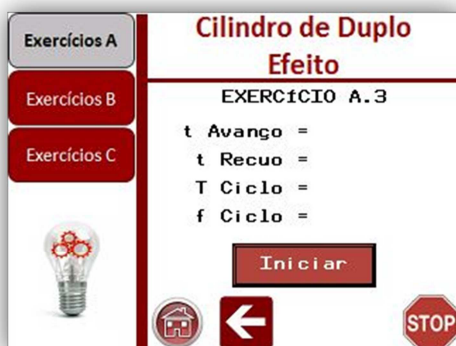 Exercícios A
Exercícios B
Exercícios C
Cilindro de Duplo
Efeito
EXERCíCIO A.3
t Avanço =
t Recuo =
T Ciclo =
f Ciclo =
Iniciar
STOP